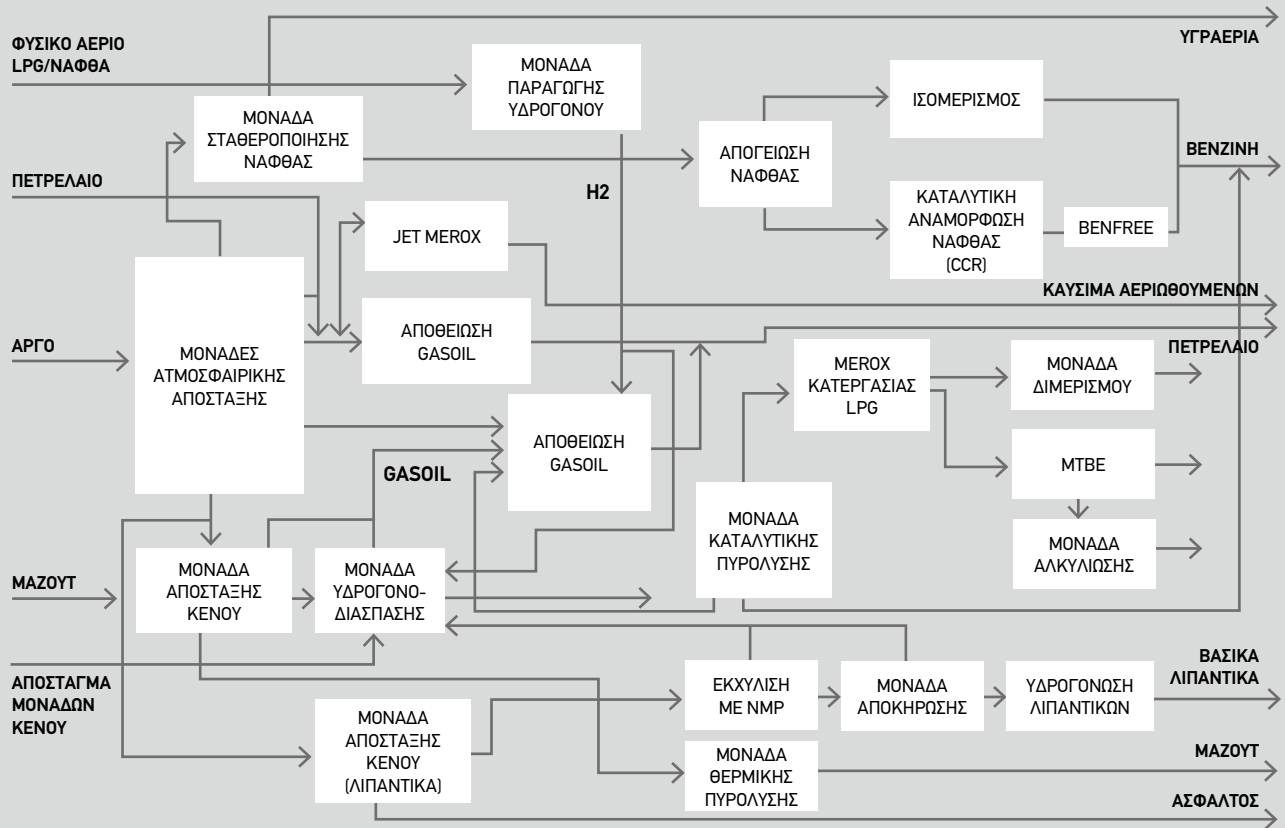 ΥΓΡΑΕΡΙΑ
ΦΥΣΙΚΟ ΑΕΡΙΟ
LPG/ΝΑΦΘΑ
ΜΟΝΑΔΑ
ΠΑΡΑΓΩΓΗΣ
ΥΔΡΟΓΟΝΟΥ
ΙΣΟΜΕΡΙΣΜΟΣ
ΜΟΝΑΔΑ
ΣΤΑΘΕΡΟΠΟΙΗΣΗΣ
ΝΑΦΘΑΣ
ΑΠΟΓΕΙΩΣΗ
ΝΑΦΘΑΣ
ΒΕΝΖΙΝΗ
ΠΕΤΡΕΛΑΙΟ
H2
ΚΑΤΑΛΥΤΙΚΗ
ΑΝΑΜΟΡΦΩΣΗ
ΝΑΦΘΑΣ
(CCR)
BENFREE
JET MEROX
ΚΑΥΣΙΜΑ ΑΕΡΙΩΘΟΥΜΕΝΩΝ
ΑΡΓΟ
ΜΟΝΑΔΕΣ
ΑΤΜΟΣΦΑΙΡΙΚΗΣ
ΑΠΟΣΤΑΞΗΣ
ΑΠΟΘΕΙΩΣΗ
GASOIL
ΠΕΤΡΕΛΑΙΟ
MEROX
ΚΑΤΕΡΓΑΣΙΑΣ
LPG
ΜΟΝΑΔΑ
ΔΙΜΕΡΙΣΜΟΥ
ΑΠΟΘΕΙΩΣΗ
GASOIL
GASOIL
MTBE
ΜΟΝΑΔΑ
ΚΑΤΑΛΥΤΙΚΗΣ
ΠΥΡΟΛΥΣΗΣ
ΜΟΝΑΔΑ
ΑΛΚΥΛΙΩΣΗΣ
ΜΑΖΟΥΤ
ΜΟΝΑΔΑ
ΑΠΟΣΤΑΞΗΣ
ΚΕΝΟΥ
ΜΟΝΑΔΑ
ΥΔΡΟΓΟΝΟ-
ΔΙΑΣΠΑΣΗΣ
ΑΠΟΣΤΑΓΜΑ
ΜΟΝΑΔΩΝ
ΚΕΝΟΥ
ΕΚΧΥΛΙΣΗ
ΜΕ NMP
ΜΟΝΑΔΑ
ΑΠΟΚΗΡΩΣΗΣ
ΥΔΡΟΓΟΝΩΣΗ
ΛΙΠΑΝΤΙΚΩΝ
ΒΑΣΙΚΑ
ΛΙΠΑΝΤΙΚΑ
ΜΟΝΑΔΑ
ΑΠΟΣΤΑΞΗΣ
ΚΕΝΟΥ
(ΛΙΠΑΝΤΙΚΑ)
ΜΟΝΑΔΑ
ΘΕΡΜΙΚΗΣ
ΠΥΡΟΛΥΣΗΣ
ΜΑΖΟΥΤ
ΑΣΦΑΛΤΟΣ